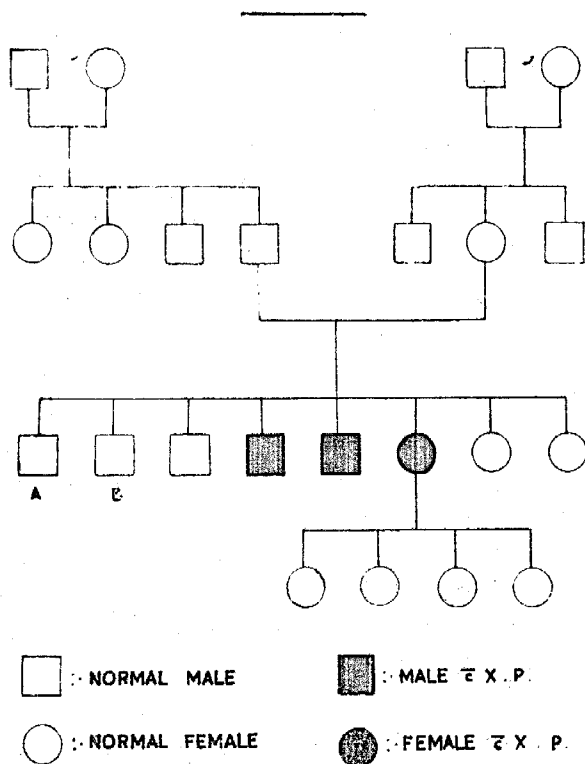 A B
☐ :- NORMAL MALE
■ :- MALE c̄ X.P.
○ :- NORMAL FEMALE
● :- FEMALE c̄ X.P.